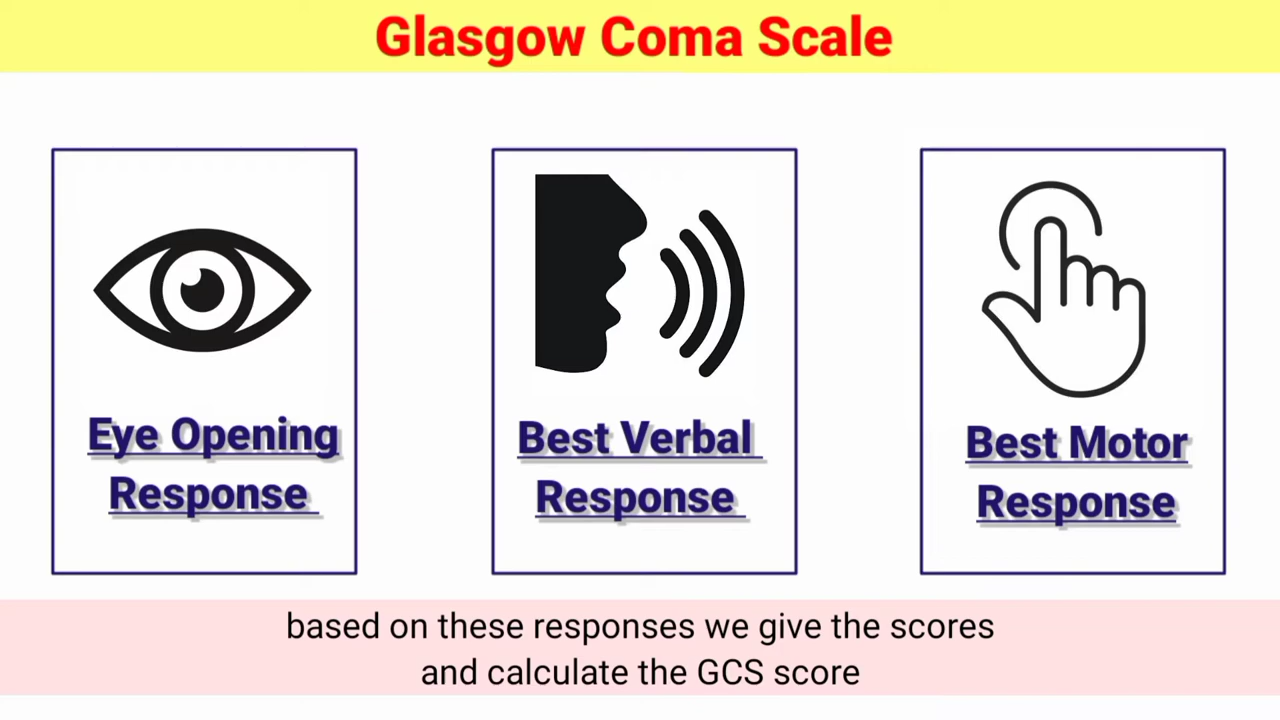 Glasgow Coma Scale
Eye Opening
Response
Best Verbal
Response
Best Motor
Response
based on these responses we give the scores
and calculate the GCS score